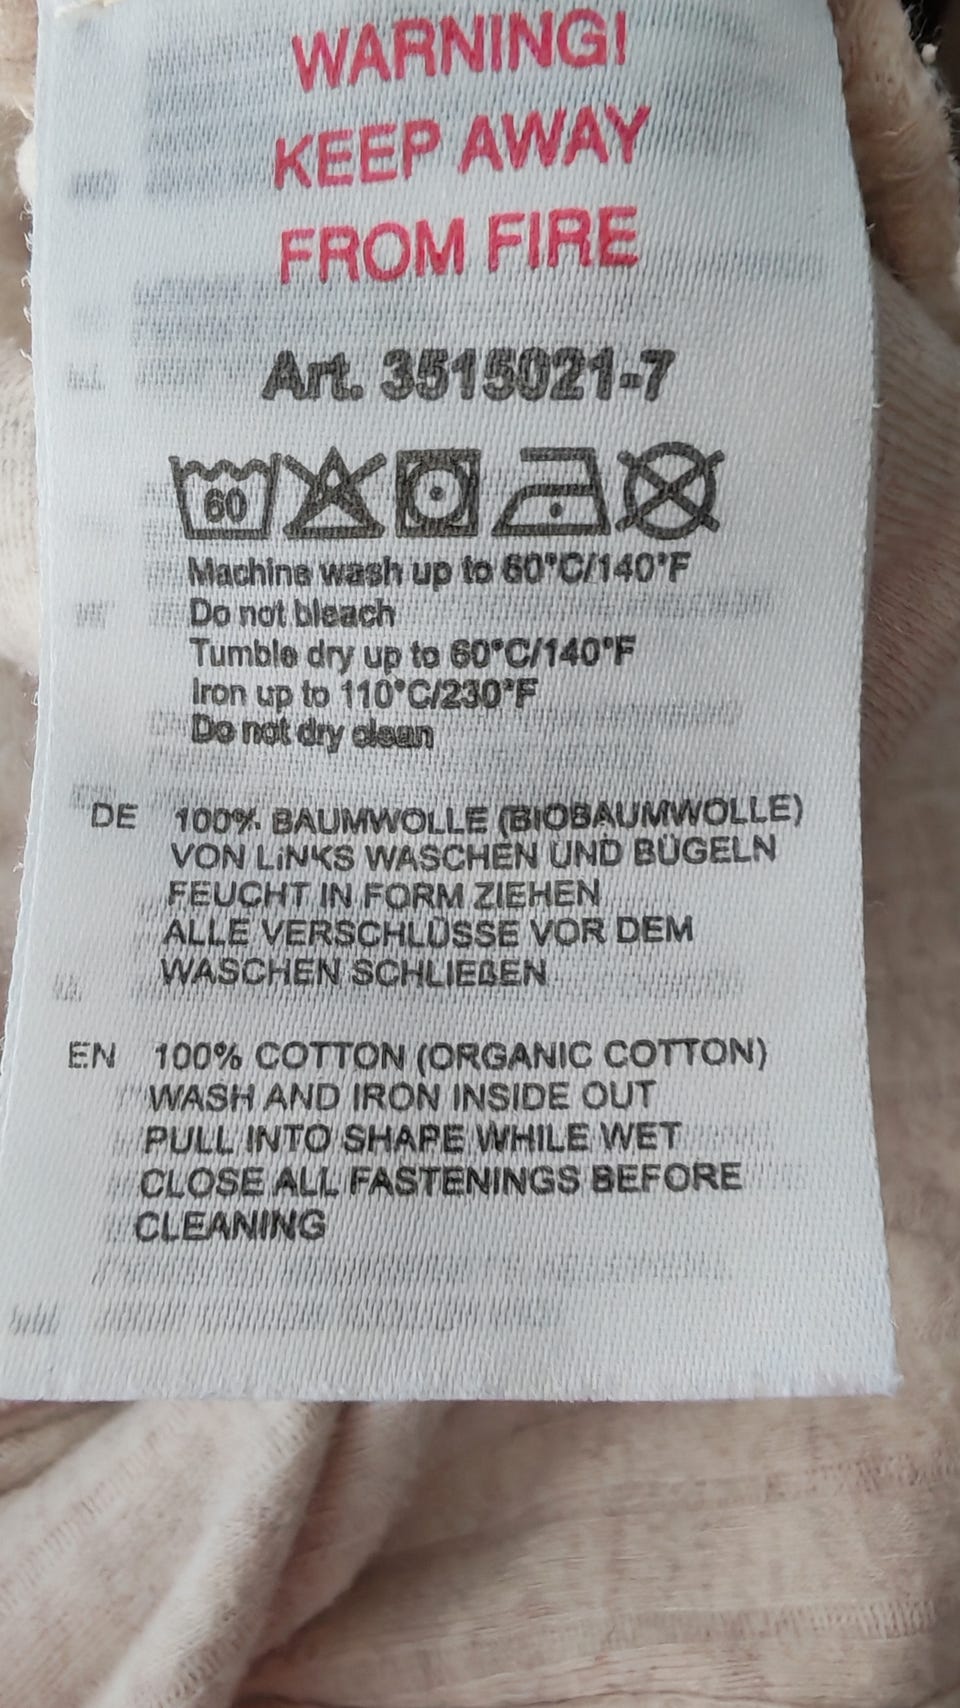 WARNING!
KEEP AWAY
FROM FIRE
Art. 3515021-7
60
Machine wash up to 60°C/140°F
Do not bleach
Tumble dry up to 60°C/140°F
Iron up to 110°C/230°F
Do not dry clean
DE 100% BAUMWOLLE (BIOBAUMWOLLE)
VON LINKS WASCHEN UND BÜGELN
FEUCHT IN FORM ZIEHEN
ALLE VERSCHLÜSSE VOR DEM
WASCHEN SCHLIEßEN
EN 100% COTTON (ORGANIC COTTON)
WASH AND IRON INSIDE OUT
PULL INTO SHAPE WHILE WET
CLOSE ALL FASTENINGS BEFORE
CLEANING